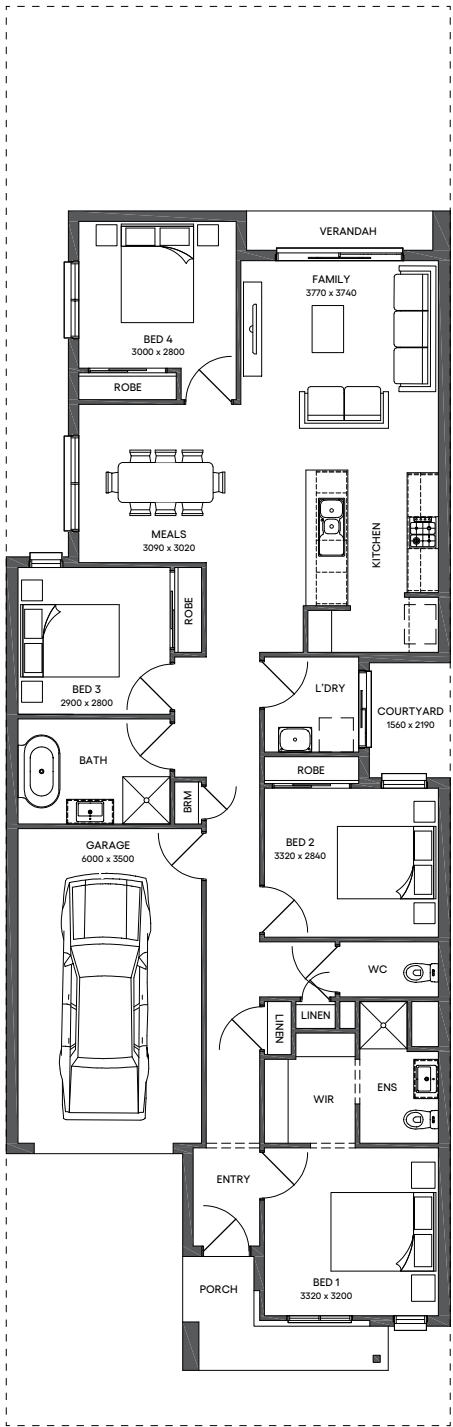 VERANDAH
FAMILY
3770 x 3740
BED 4
3000 x 2800
ROBE
MEALS
3090 x 3020
KITCHEN
ROBE
BED 3
2900 x 2800
L'DRY
COURTYARD
1560 x 2190
BATH
ROBE
BRM
GARAGE
6000 x 3500
BED 2
3320 x 2840
WC
LINEN
LINEN
WIR
ENS
ENTRY
BED 1
3320 x 3200
PORCH